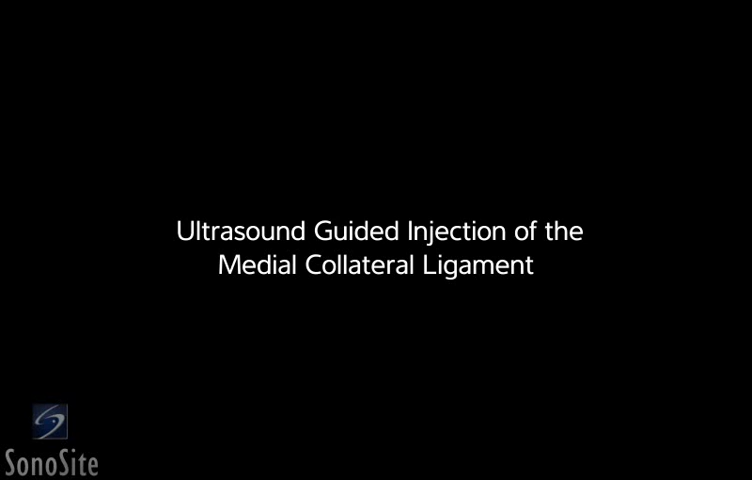 Ultrasound Guided Injection of the
Medial Collateral Ligament
SonoSite